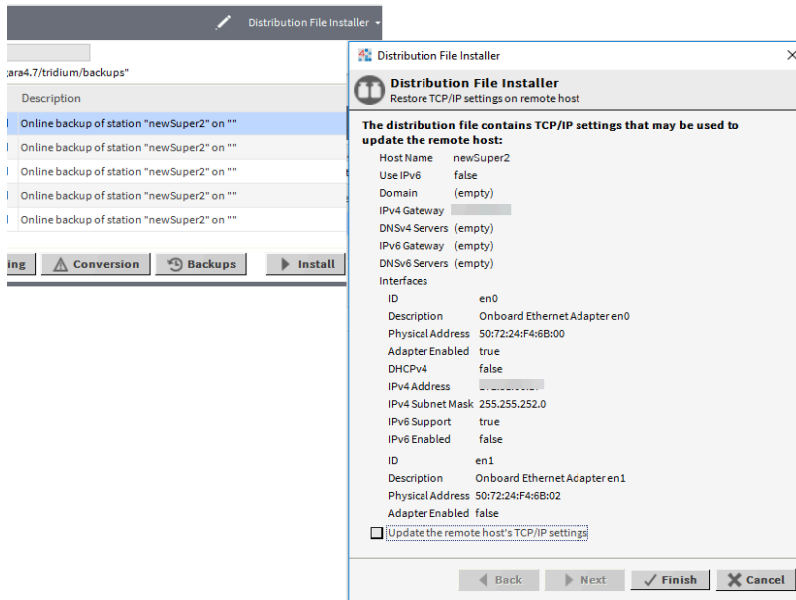 Distribution File Installer
gara4.7/tridium/backups"
Description
Online backup of station "newSuper2" on ""
Online backup of station "newSuper2" on ""
Online backup of station "newSuper2" on ""
Online backup of station "newSuper2" on ""
Online backup of station "newSuper2" on ""
ing Conversion Backups Install
Distribution File Installer
Distribution File Installer
Restore TCP/IP settings on remote host
The distribution file contains TCP/IP settings that may be used to
update the remote host:
Host Name newSuper2
Use IPv6 false
Domain (empty)
IPv4 Gateway
DNSv4 Servers (empty)
IPv6 Gateway (empty)
DNSv6 Servers (empty)
Interfaces
ID en0
Description Onboard Ethernet Adapter en0
Physical Address 50:72:24:F4:6B:00
Adapter Enabled true
DHCPv4 false
IPv4 Address
IPv4 Subnet Mask 255.255.252.0
IPv6 Support true
IPv6 Enabled false
ID en1
Description Onboard Ethernet Adapter en1
Physical Address 50:72:24:F4:6B:02
Adapter Enabled false
Update the remote host's TCP/IP settings
Back Next Finish Cancel